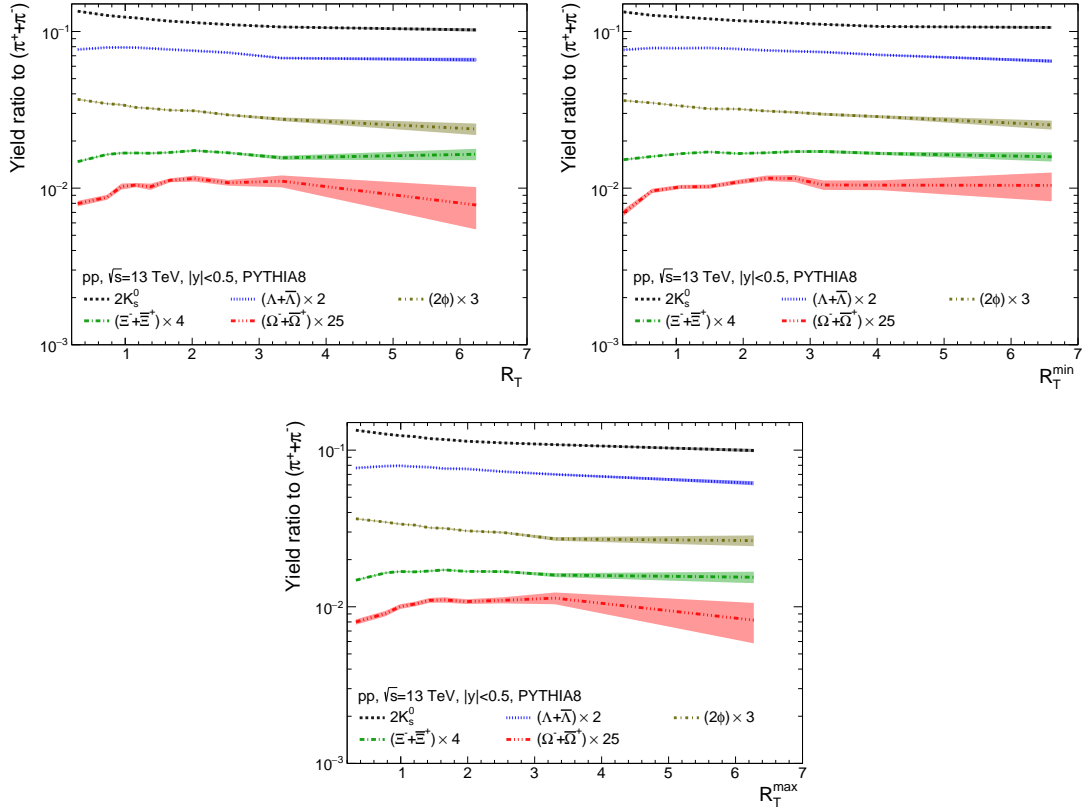 Yield ratio to (π⁺+π⁻)
10⁻¹
10⁻²
10⁻³
pp, √s=13 TeV, |y|<0.5, PYTHIA8
2K⁰ₛ
(Λ+Λ̅)×2
(2ϕ)×3
(Ξ⁻+Ξ̅⁺)×4
(Ω⁻+Ω̅⁺)×25
1 2 3 4 5 6 7
R_T
Yield ratio to (π⁺+π⁻)
10⁻¹
10⁻²
10⁻³
pp, √s=13 TeV, |y|<0.5, PYTHIA8
2K⁰ₛ
(Λ+Λ̅)×2
(2ϕ)×3
(Ξ⁻+Ξ̅⁺)×4
(Ω⁻+Ω̅⁺)×25
1 2 3 4 5 6 7
R_T^min
Yield ratio to (π⁺+π⁻)
10⁻¹
10⁻²
10⁻³
pp, √s=13 TeV, |y|<0.5, PYTHIA8
2K⁰ₛ
(Λ+Λ̅)×2
(2ϕ)×3
(Ξ⁻+Ξ̅⁺)×4
(Ω⁻+Ω̅⁺)×25
1 2 3 4 5 6 7
R_T^max